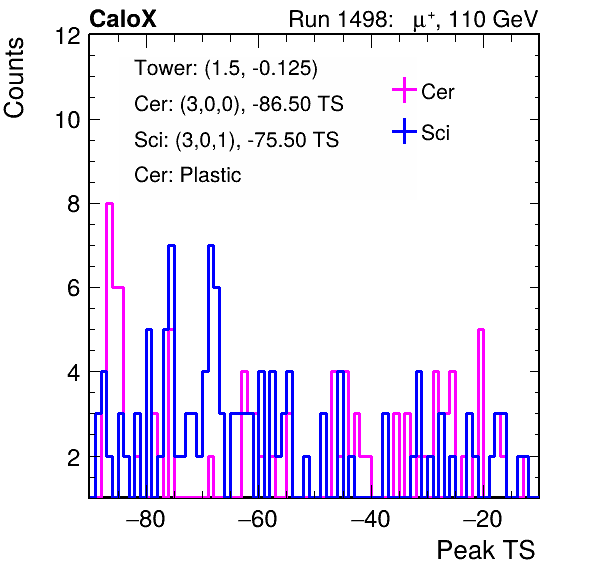 CaloX Run 1498: μ⁺, 110 GeV
Counts
12
10
8
6
4
2
Tower: (1.5, -0.125)
Cer: (3,0,0), -86.50 TS
Sci: (3,0,1), -75.50 TS
Cer: Plastic
Cer
Sci
−80 −60 −40 −20
Peak TS